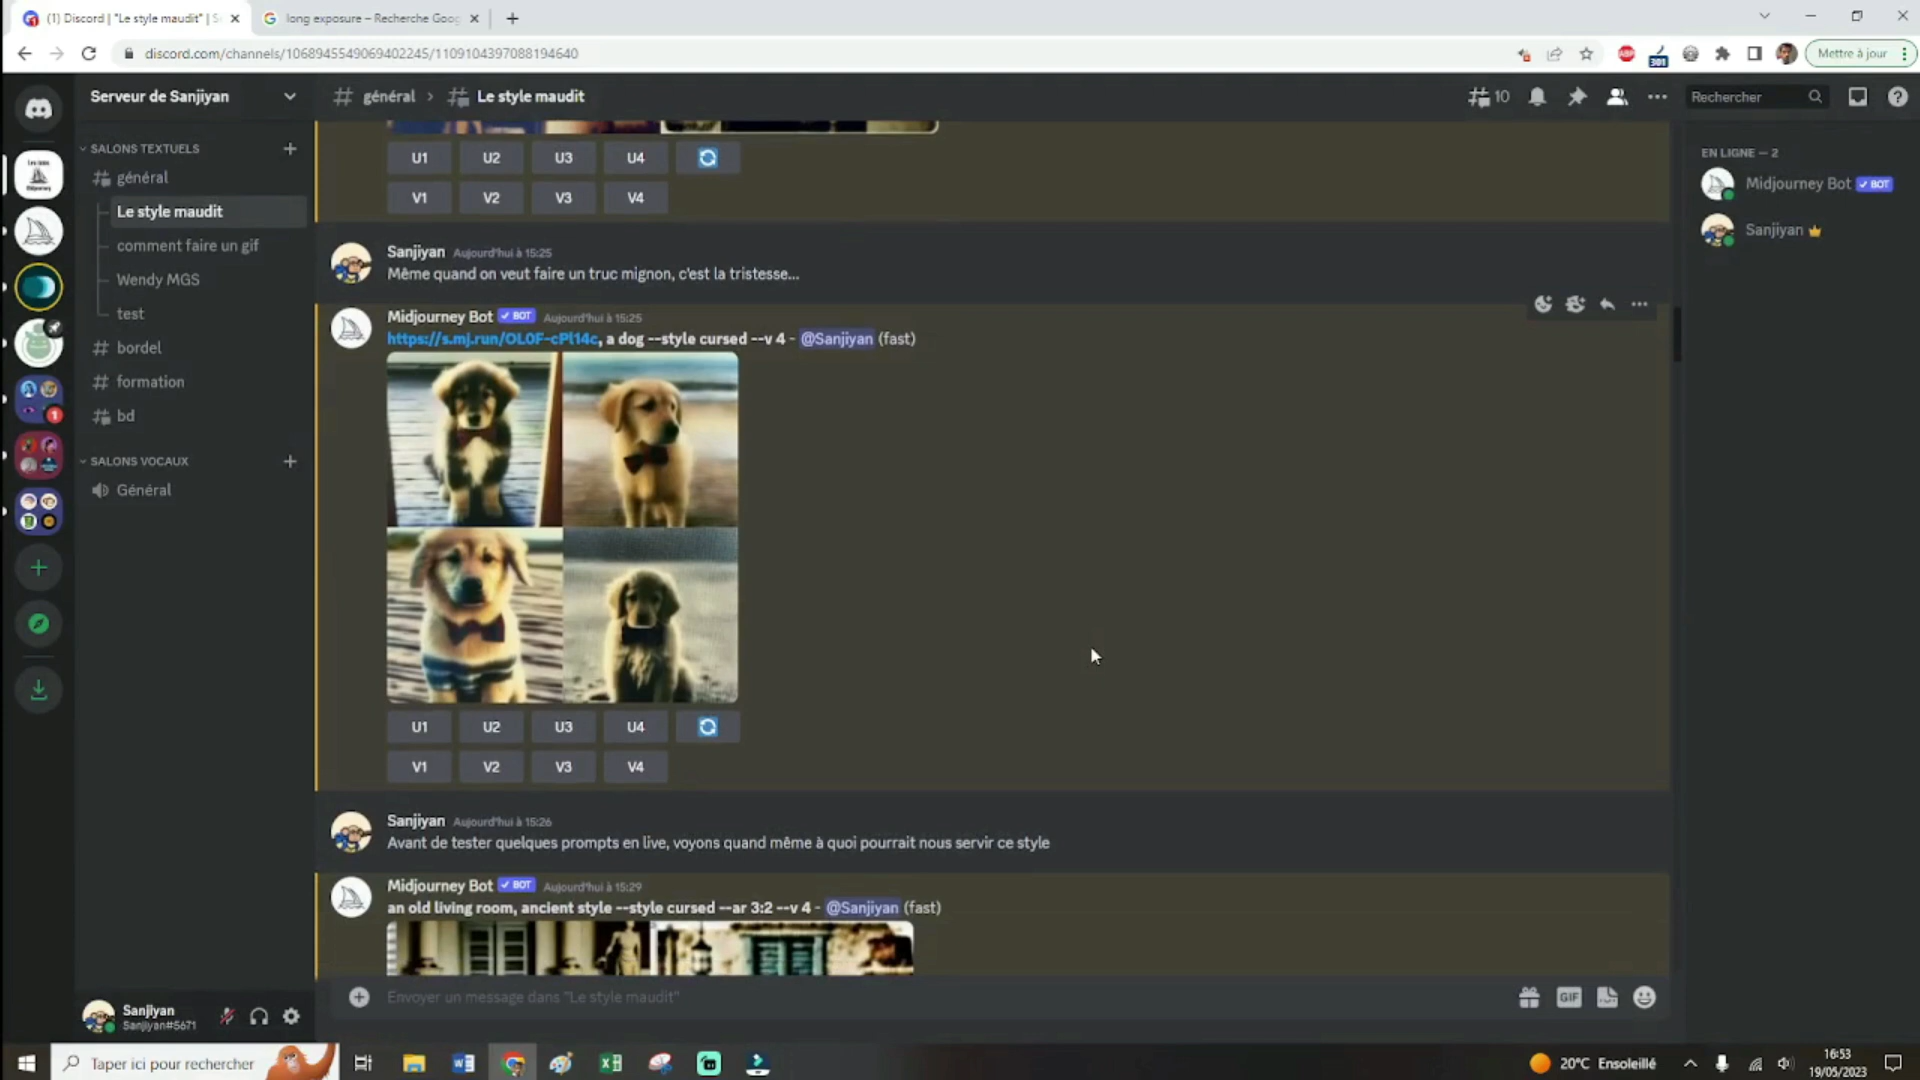 (1) Discord | "Le style maudit" | S
long exposure – Recherche Goog
discord.com/channels/1068945549069402245/1109104397088194640
ABP
301
Mettre à jour
Serveur de Sanjiyan
général
Le style maudit
10
Rechercher
SALONS TEXTUELS
général
Le style maudit
comment faire un gif
Wendy MGS
test
bordel
formation
bd
SALONS VOCAUX
Général
1
U1 U2 U3 U4
V1 V2 V3 V4
Sanjiyan Aujourd'hui à 15:25
Même quand on veut faire un truc mignon, c'est la tristesse...
Midjourney Bot BOT Aujourd'hui à 15:25
https://s.mj.run/OL0F-cPl14c, a dog --style cursed --v 4 - @Sanjiyan (fast)
U1 U2 U3 U4
V1 V2 V3 V4
Sanjiyan Aujourd'hui à 15:26
Avant de tester quelques prompts en live, voyons quand même à quoi pourrait nous servir ce style
Midjourney Bot BOT Aujourd'hui à 15:29
an old living room, ancient style --style cursed --ar 3:2 --v 4 - @Sanjiyan (fast)
Envoyer un message dans "Le style maudit"
GIF
EN LIGNE — 2
Midjourney Bot BOT
Sanjiyan
Sanjiyan
Sanjiyan#5671
Taper ici pour rechercher
20°C Ensoleillé
16:53
19/05/2023